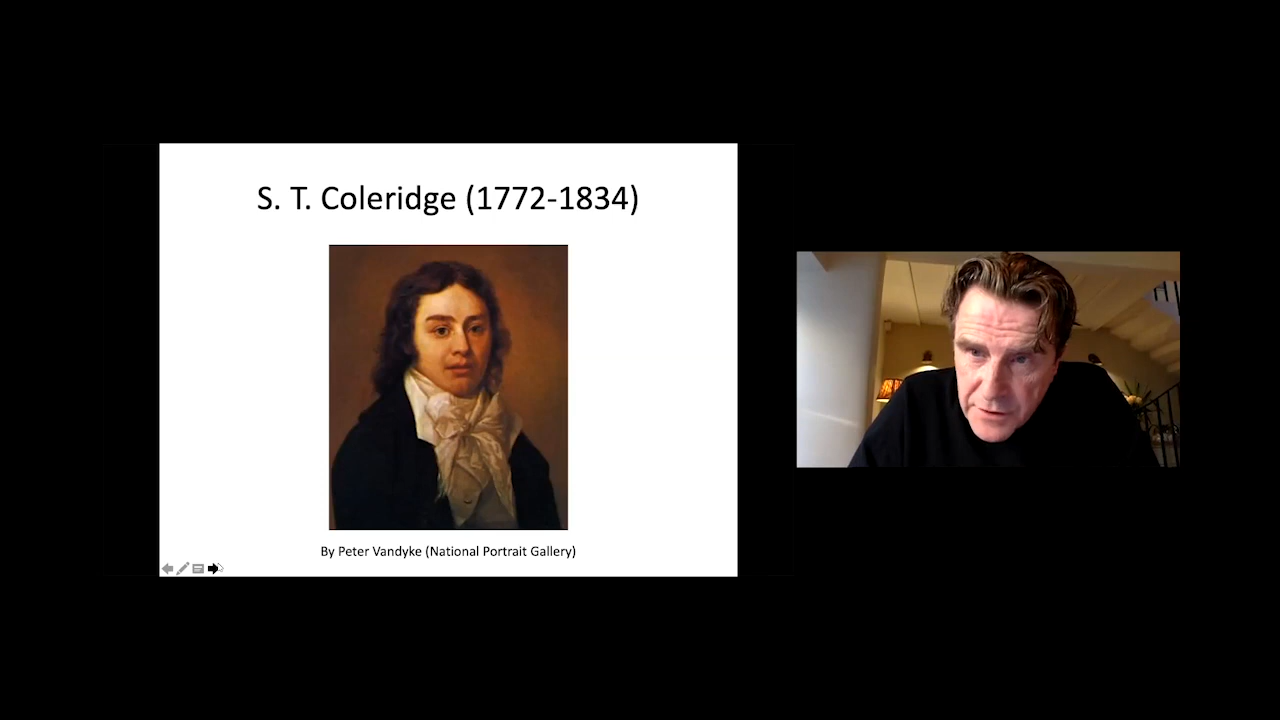 S. T. Coleridge (1772-1834)
By Peter Vandyke (National Portrait Gallery)